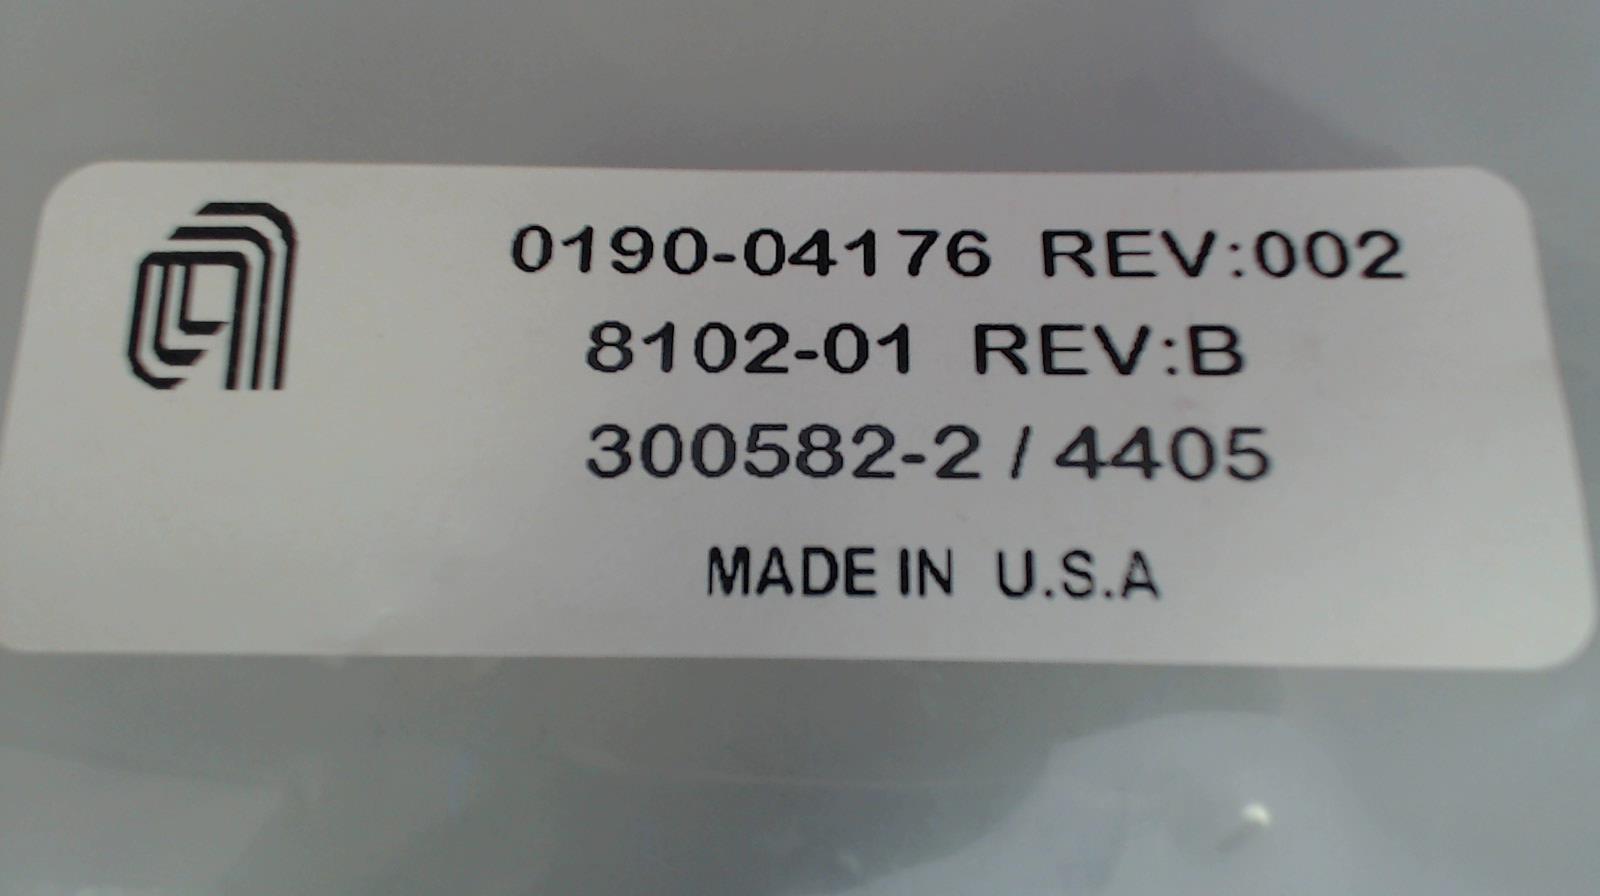 0190-04176 REV:002
8102-01 REV:B
300582-2 / 4405
MADE IN U.S.A